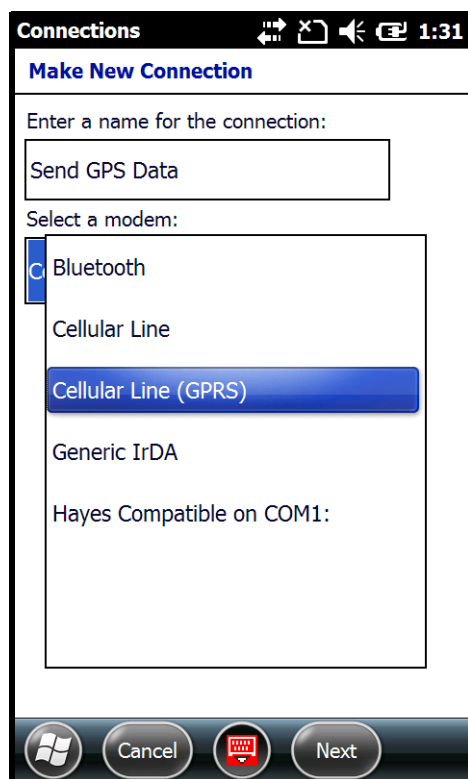 Connections 1:31
Make New Connection
Enter a name for the connection:
Send GPS Data
Select a modem:
Bluetooth
Cellular Line
Cellular Line (GPRS)
Generic IrDA
Hayes Compatible on COM1:
Cancel Next